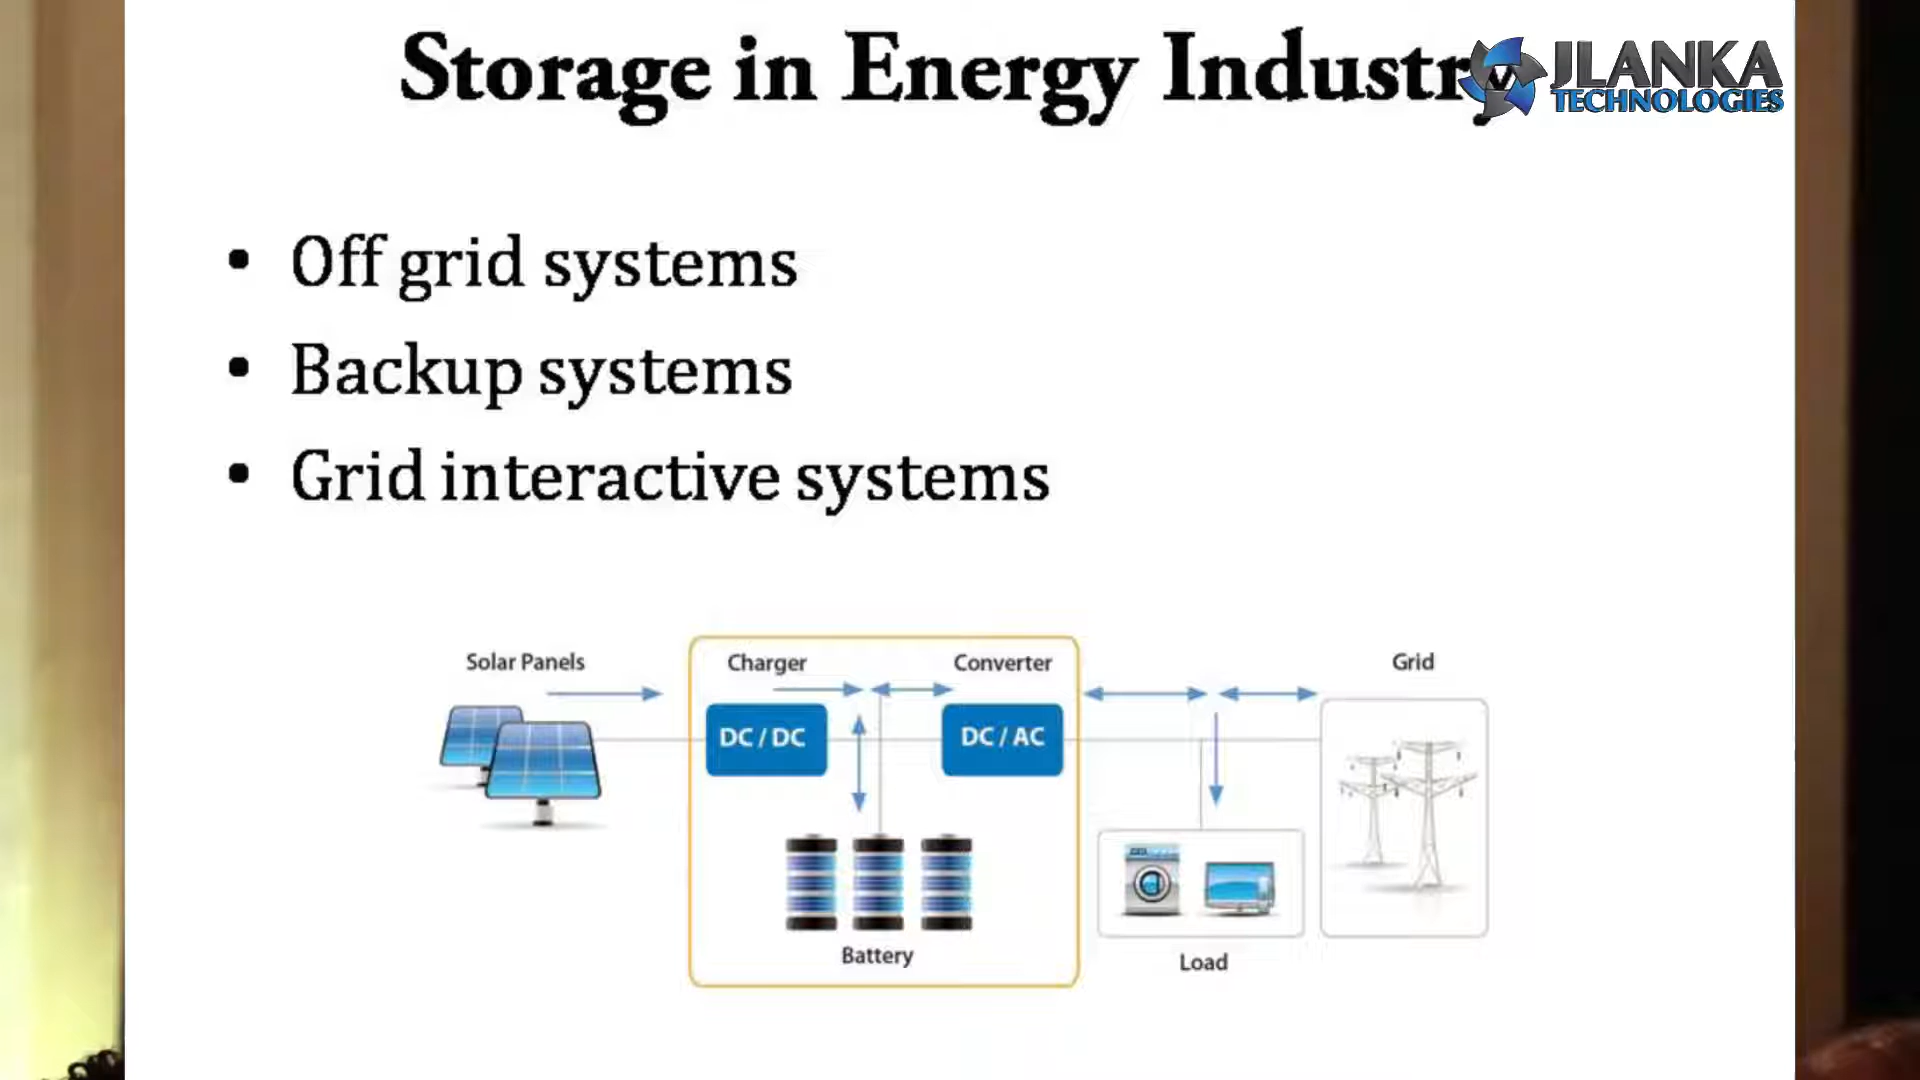 Storage in Energy Industry
JLANKA
TECHNOLOGIES
• Off grid systems
• Backup systems
• Grid interactive systems
Solar Panels
Charger
Converter
Grid
DC / DC
DC / AC
Battery
Load